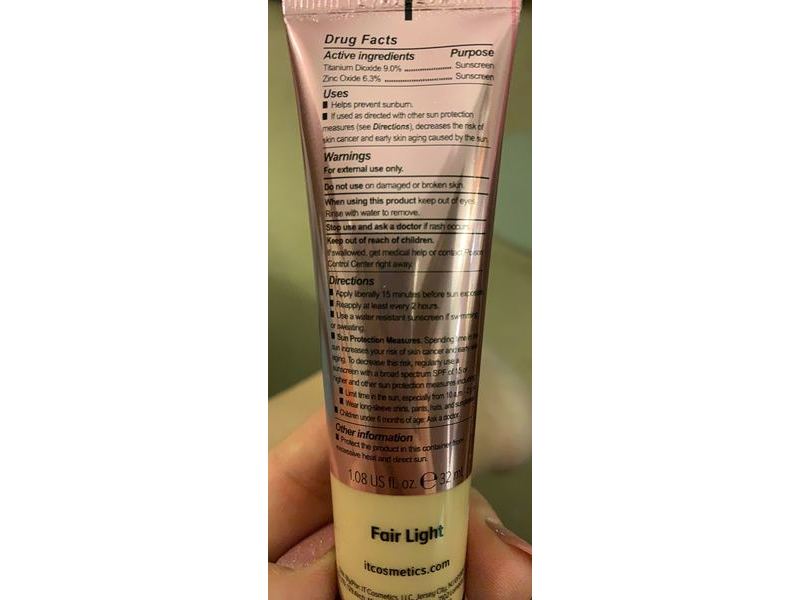 Drug Facts
Active ingredients Purpose
Titanium Dioxide 9.0% ........................ Sunscreen
Zinc Oxide 6.3% ........................ Sunscreen
Uses
■ Helps prevent sunburn.
■ If used as directed with other sun protection
measures (see Directions), decreases the risk of
skin cancer and early skin aging caused by the sun.
Warnings
For external use only.
Do not use on damaged or broken skin.
When using this product keep out of eyes.
Rinse with water to remove.
Stop use and ask a doctor if rash occurs.
Keep out of reach of children.
If swallowed, get medical help or contact Poison
Control Center right away.
Directions
■ Apply liberally 15 minutes before sun exposure.
■ Reapply at least every 2 hours.
■ Use a water resistant sunscreen if swimming
or sweating.
■ Sun Protection Measures. Spending time in the
sun increases your risk of skin cancer and early skin
aging. To decrease this risk, regularly use a
sunscreen with a broad spectrum SPF of 15 or
higher and other sun protection measures including:
■ Limit time in the sun, especially from 10 a.m.-2
■ Wear long-sleeve shirts, pants, hats, and sunglasses
■ Children under 6 months of age: Ask a doctor.
Other information
■ Protect the product in this container from
excessive heat and direct sun.
1.08 US fl. oz. ℮ 32 ml
Fair Light
itcosmetics.com
IT Cosmetics, LLC, Jersey City, NJ